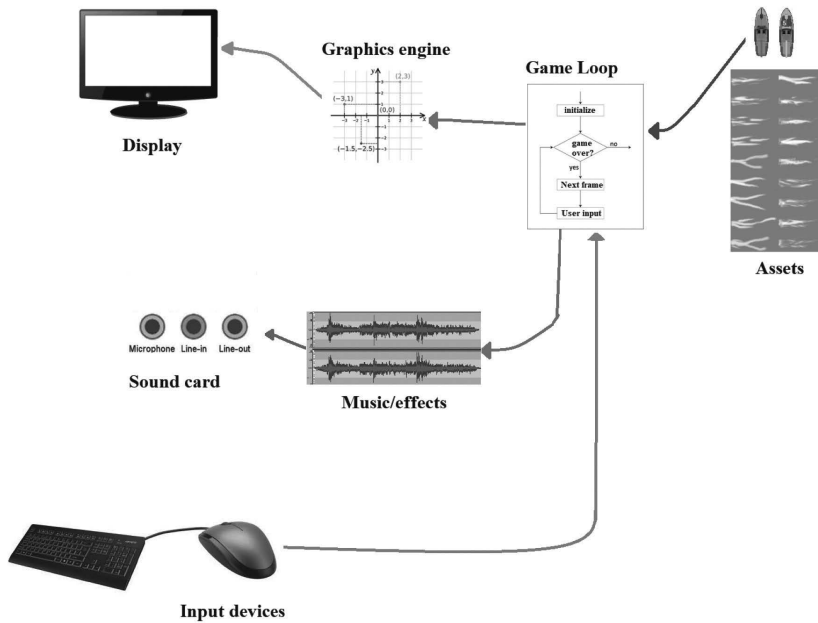 Graphics engine
y
(2,3)
(−3,1)
(0,0)
x
(−1.5,−2.5)
Display
Game Loop
initialize
game
over?
no
yes
Next frame
User input
Assets
Microphone Line-in Line-out
Sound card
Music/effects
Input devices